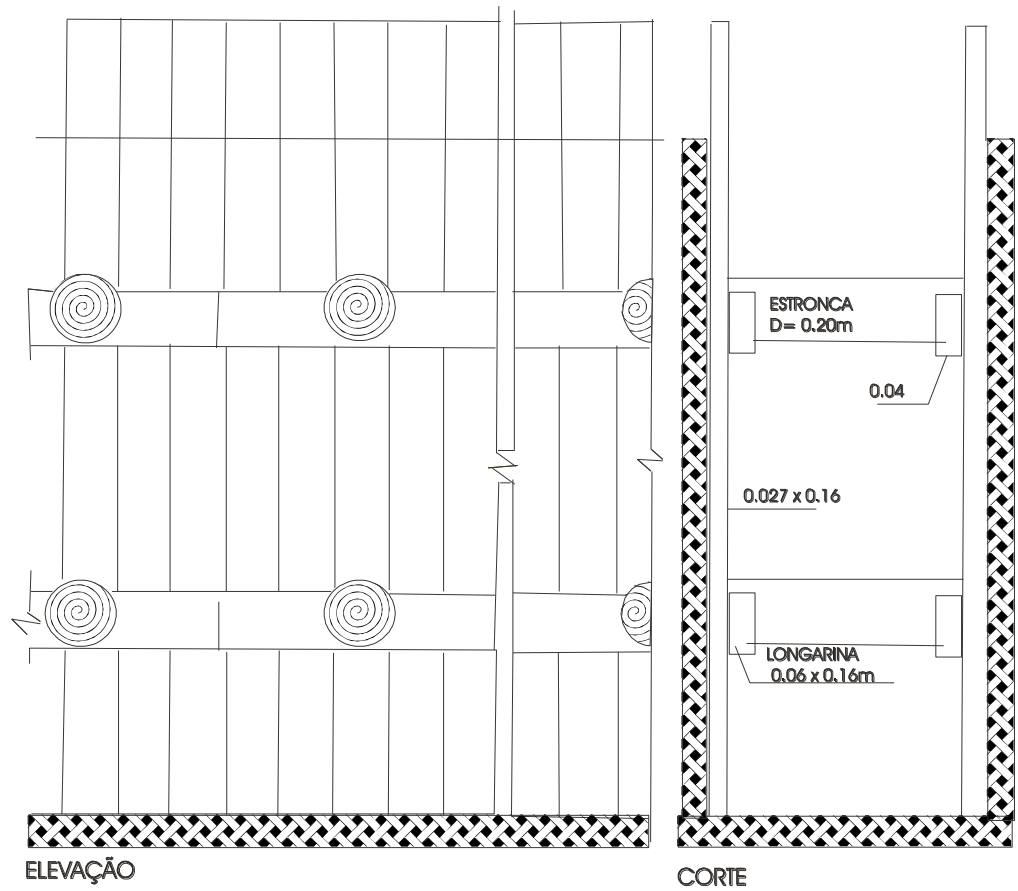 ESTRONCA
D= 0.20m
0.04
0.027 x 0.16
LONGARINA
0.06 x 0.16m
ELEVAÇÃO
CORTE